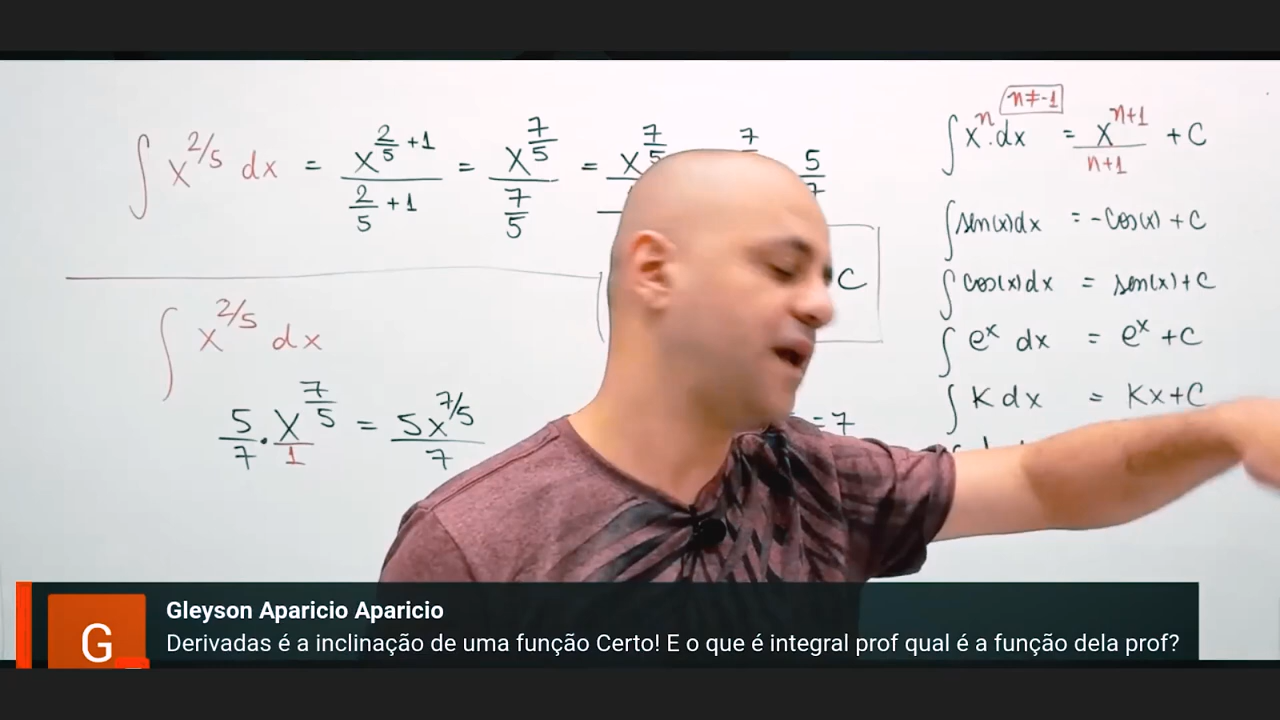 ∫ x^{2/5} dx = x^{2/5 +1} / (2/5 +1) = x^{7/5} / (7/5) = x^{7/5}
7
5
C
∫ x^{2/5} dx
5/7 · x^{7/5} / 1 = 5x^{7/5} / 7
=7
n≠-1
∫ x^n.dx = x^{n+1} / (n+1) + C
∫ sen(x)dx = -cos(x) + C
∫ cos(x)dx = sen(x)+C
∫ e^x dx = e^x +C
∫ K dx = Kx+C
G
Gleyson Aparicio Aparicio
Derivadas é a inclinação de uma função Certo! E o que é integral prof qual é a função dela prof?